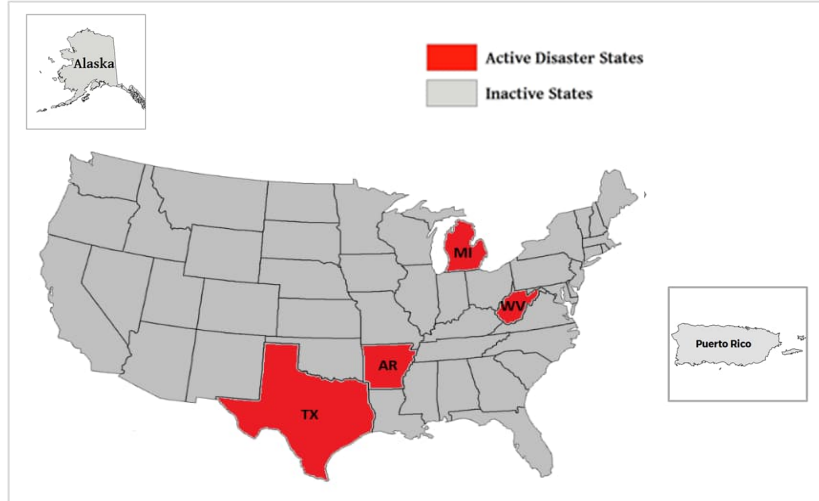 Alaska
Active Disaster States
Inactive States
MI
WV
AR
TX
Puerto Rico